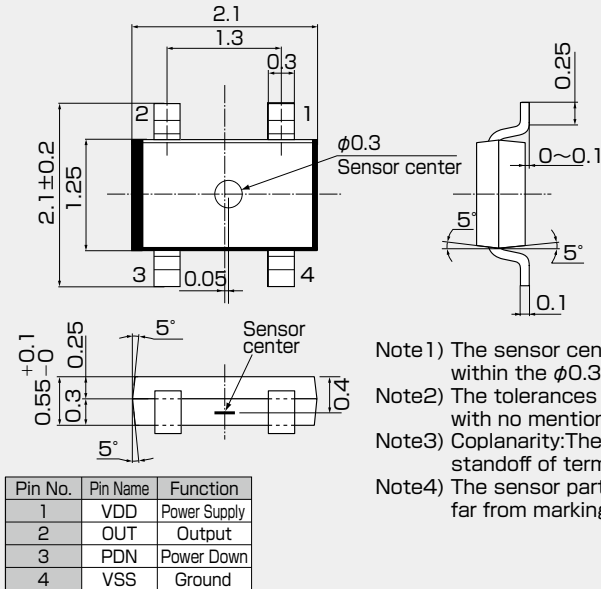 2.1
1.3
0.3
2
1
φ0.3
Sensor center
2.1±0.2
1.25
3
0.05
4
0.25
0~0.1
5°
5°
0.1
5°
Sensor
center
0.55 +0.1 -0
0.25
0.3
0.4
5°
Note1) The sensor cen
within the φ0.3
Note2) The tolerances
with no mention
Note3) Coplanarity:The
standoff of term
Note4) The sensor part
far from marking
Pin No. Pin Name Function
1 VDD Power Supply
2 OUT Output
3 PDN Power Down
4 VSS Ground